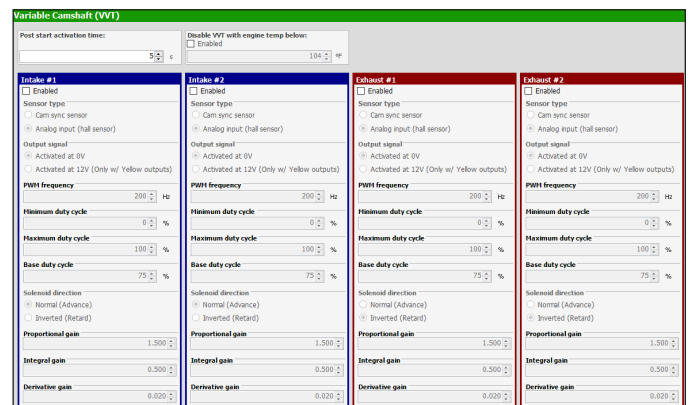 Variable Camshaft (VVT)
Post start activation time:
5 s
Disable VVT with engine temp below:
Enabled
104 °F
Intake #1
Enabled
Sensor type
Cam sync sensor
Analog input (hall sensor)
Output signal
Activated at 0V
Activated at 12V (Only w/ Yellow outputs)
PWM frequency
200 Hz
Minimum duty cycle
0 %
Maximum duty cycle
100 %
Base duty cycle
75 %
Solenoid direction
Normal (Advance)
Inverted (Retard)
Proportional gain
1.500
Integral gain
0.500
Derivative gain
0.020
Intake #2
Enabled
Sensor type
Cam sync sensor
Analog input (hall sensor)
Output signal
Activated at 0V
Activated at 12V (Only w/ Yellow outputs)
PWM frequency
200 Hz
Minimum duty cycle
0 %
Maximum duty cycle
100 %
Base duty cycle
75 %
Solenoid direction
Normal (Advance)
Inverted (Retard)
Proportional gain
1.500
Integral gain
0.500
Derivative gain
0.020
Exhaust #1
Enabled
Sensor type
Cam sync sensor
Analog input (hall sensor)
Output signal
Activated at 0V
Activated at 12V (Only w/ Yellow outputs)
PWM frequency
200 Hz
Minimum duty cycle
0 %
Maximum duty cycle
100 %
Base duty cycle
75 %
Solenoid direction
Normal (Advance)
Inverted (Retard)
Proportional gain
1.500
Integral gain
0.500
Derivative gain
0.020
Exhaust #2
Enabled
Sensor type
Cam sync sensor
Analog input (hall sensor)
Output signal
Activated at 0V
Activated at 12V (Only w/ Yellow outputs)
PWM frequency
200 Hz
Minimum duty cycle
0 %
Maximum duty cycle
100 %
Base duty cycle
75 %
Solenoid direction
Normal (Advance)
Inverted (Retard)
Proportional gain
1.500
Integral gain
0.500
Derivative gain
0.020